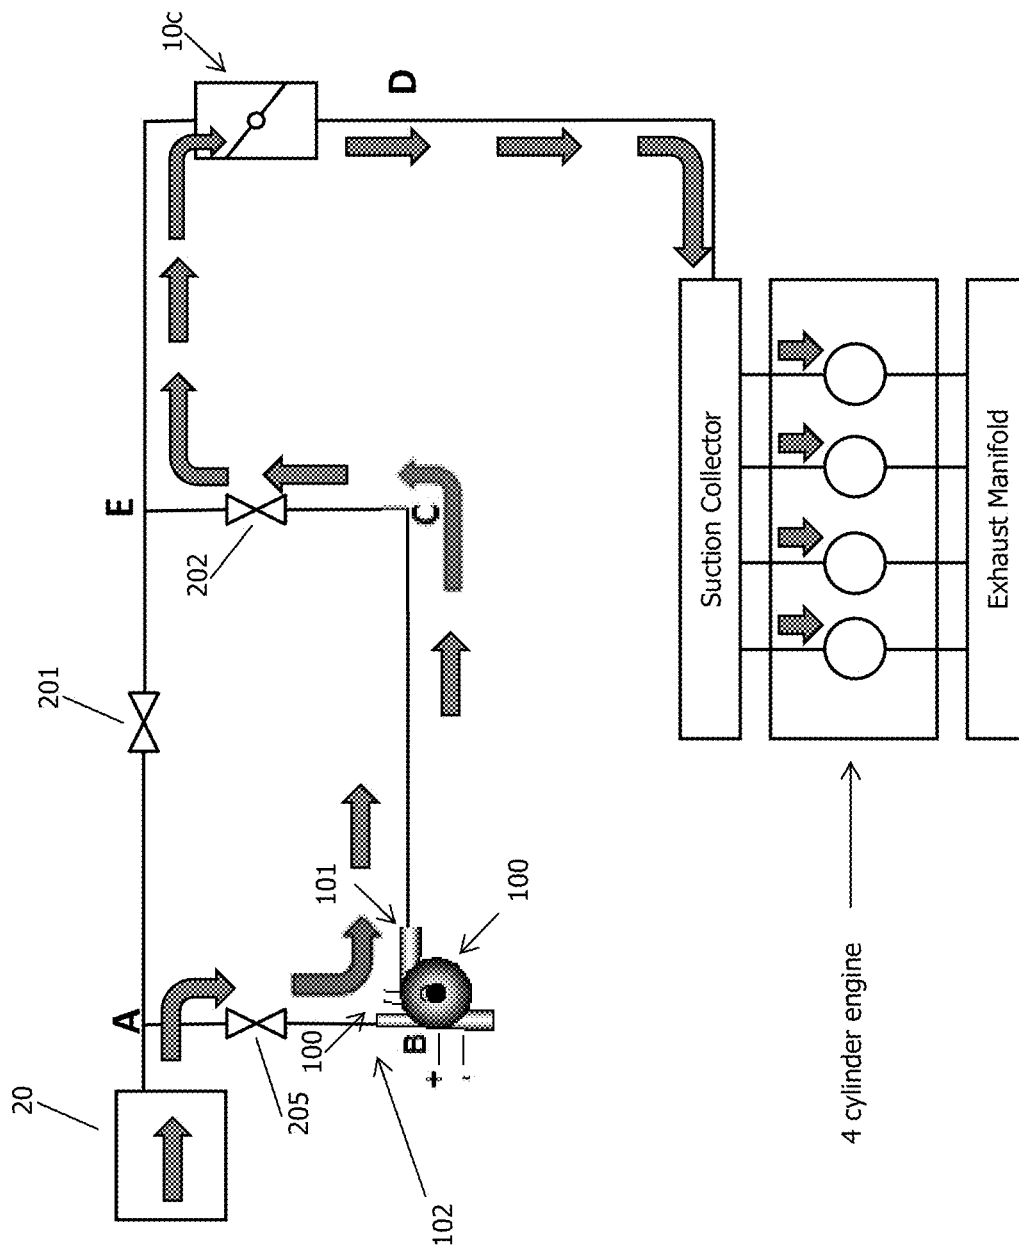 20
201
A
E
10c
202
205
100
101
D
B
C
+
-
102
100
Suction Collector
4 cylinder engine
Exhaust Manifold